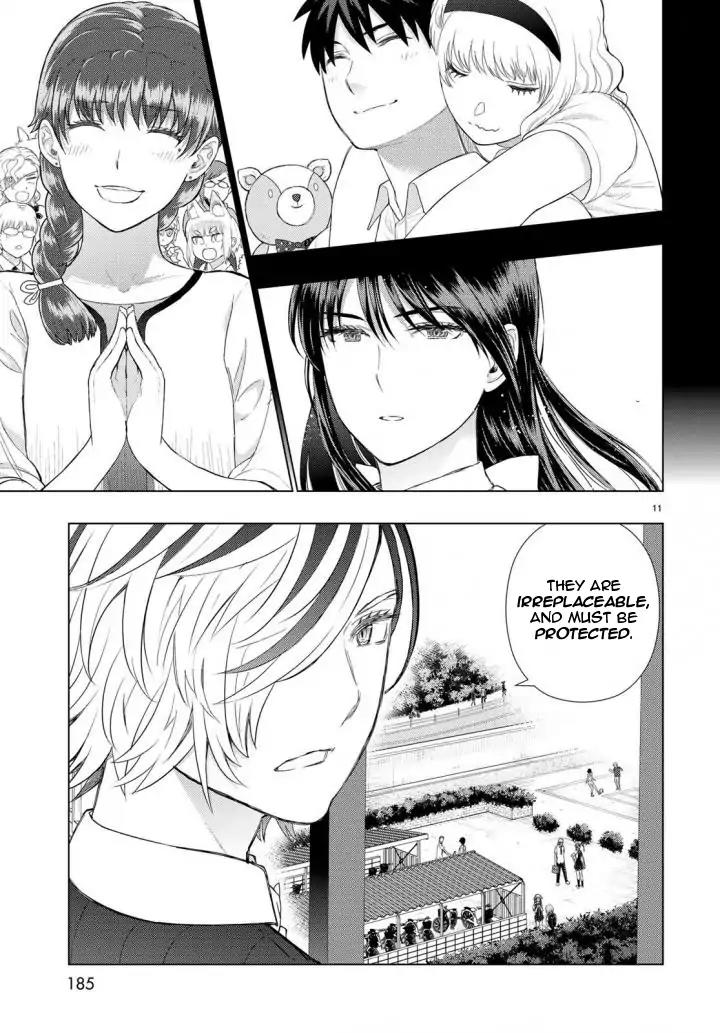 11
THEY ARE
IRREPLACEABLE,
AND MUST BE
PROTECTED.
185